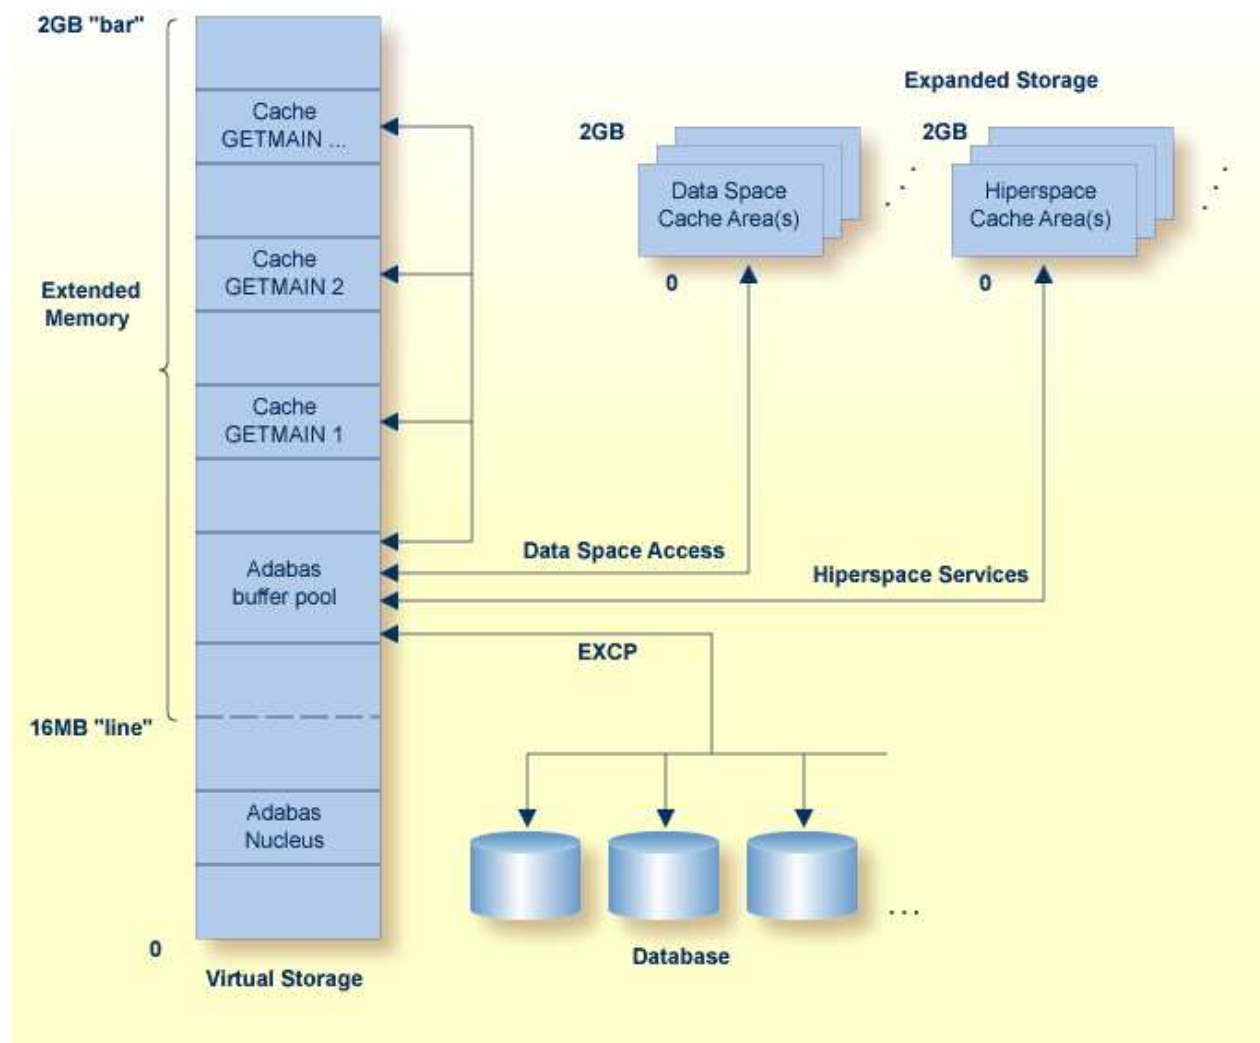 2GB "bar"
Cache
GETMAIN ...
Cache
GETMAIN 2
Extended
Memory
Cache
GETMAIN 1
Adabas
buffer pool
16MB "line"
Adabas
Nucleus
0
Virtual Storage
Expanded Storage
2GB
Data Space
Cache Area(s)
0
2GB
Hiperspace
Cache Area(s)
0
Data Space Access
Hiperspace Services
EXCP
...
Database